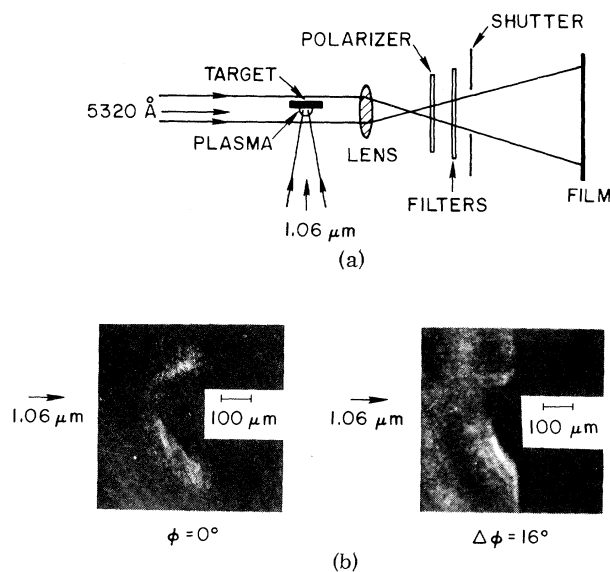 SHUTTER
POLARIZER
TARGET
5320 Å
PLASMA
LENS
FILTERS
FILM
1.06 μm
(a)
1.06 μm
100 μm
1.06 μm
100 μm
φ = 0°
Δφ = 16°
(b)